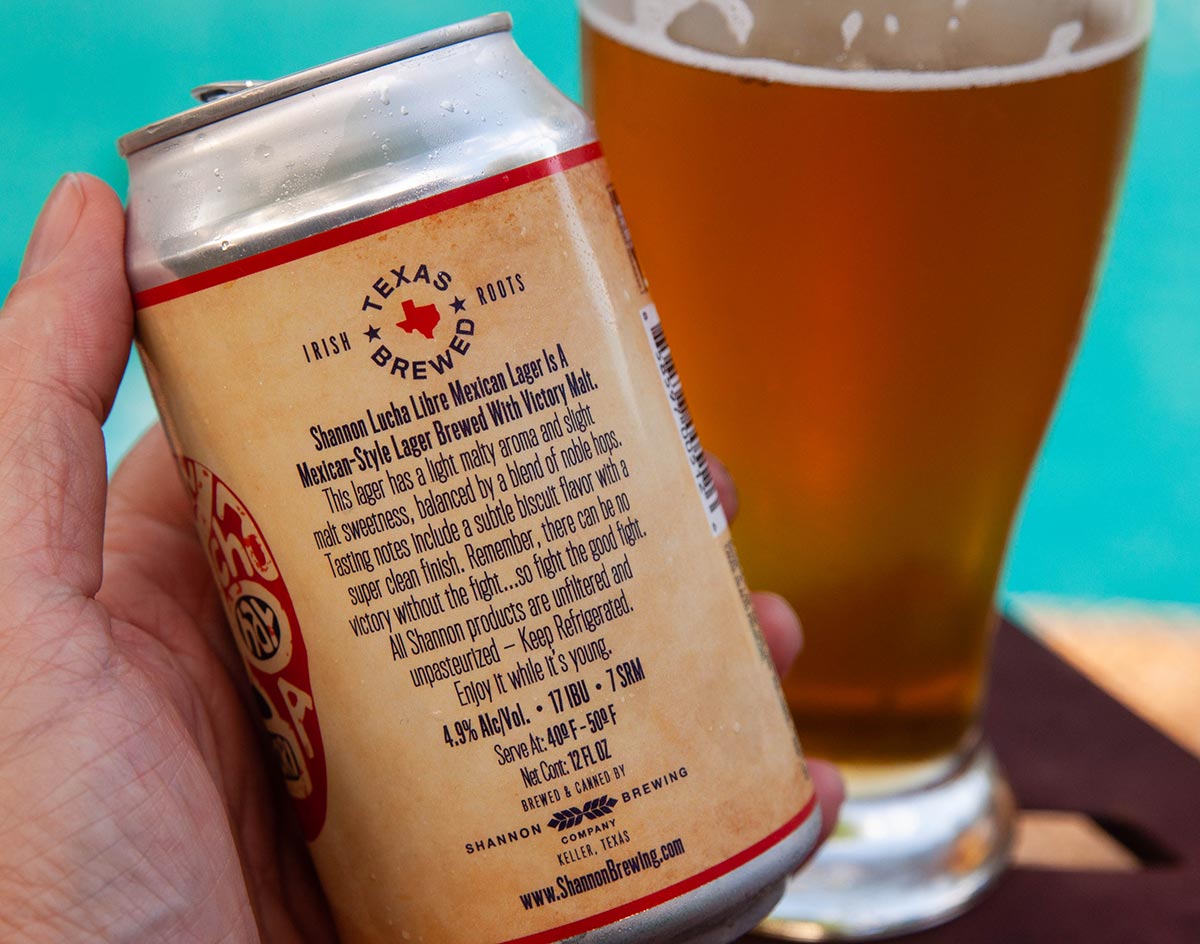 TEXAS
IRISH ROOTS
BREWED
Shannon Lucha Libre Mexican Lager Is A
Mexican-Style Lager Brewed With Victory Malt.
This lager has a light malty aroma and slight
malt sweetness, balanced by a blend of noble hops.
Tasting notes include a subtle biscuit flavor with a
super clean finish. Remember, there can be no
victory without the fight...so fight the good fight.
All Shannon products are unfiltered and
unpasteurized – Keep Refrigerated.
Enjoy it while it's young.
4.9% Alc/Vol. • 17 IBU • 7 SRM
Serve At: 40º F – 50º F
Net Cont: 12 FL OZ
BREWED & CANNED BY
SHANNON BREWING
COMPANY
KELLER, TEXAS
www.ShannonBrewing.com